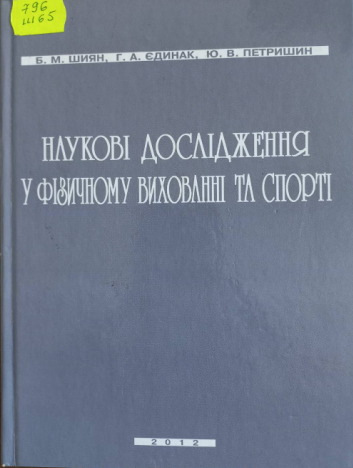 796
Ш65
Б. М. ШИЯН, Г. А. ЄДИНАК, Ю. В. ПЕТРИШИН
НАУКОВІ ДОСЛІДЖЕННЯ
У ФІЗИЧНОМУ ВИХОВАННІ ТА СПОРТІ
2012